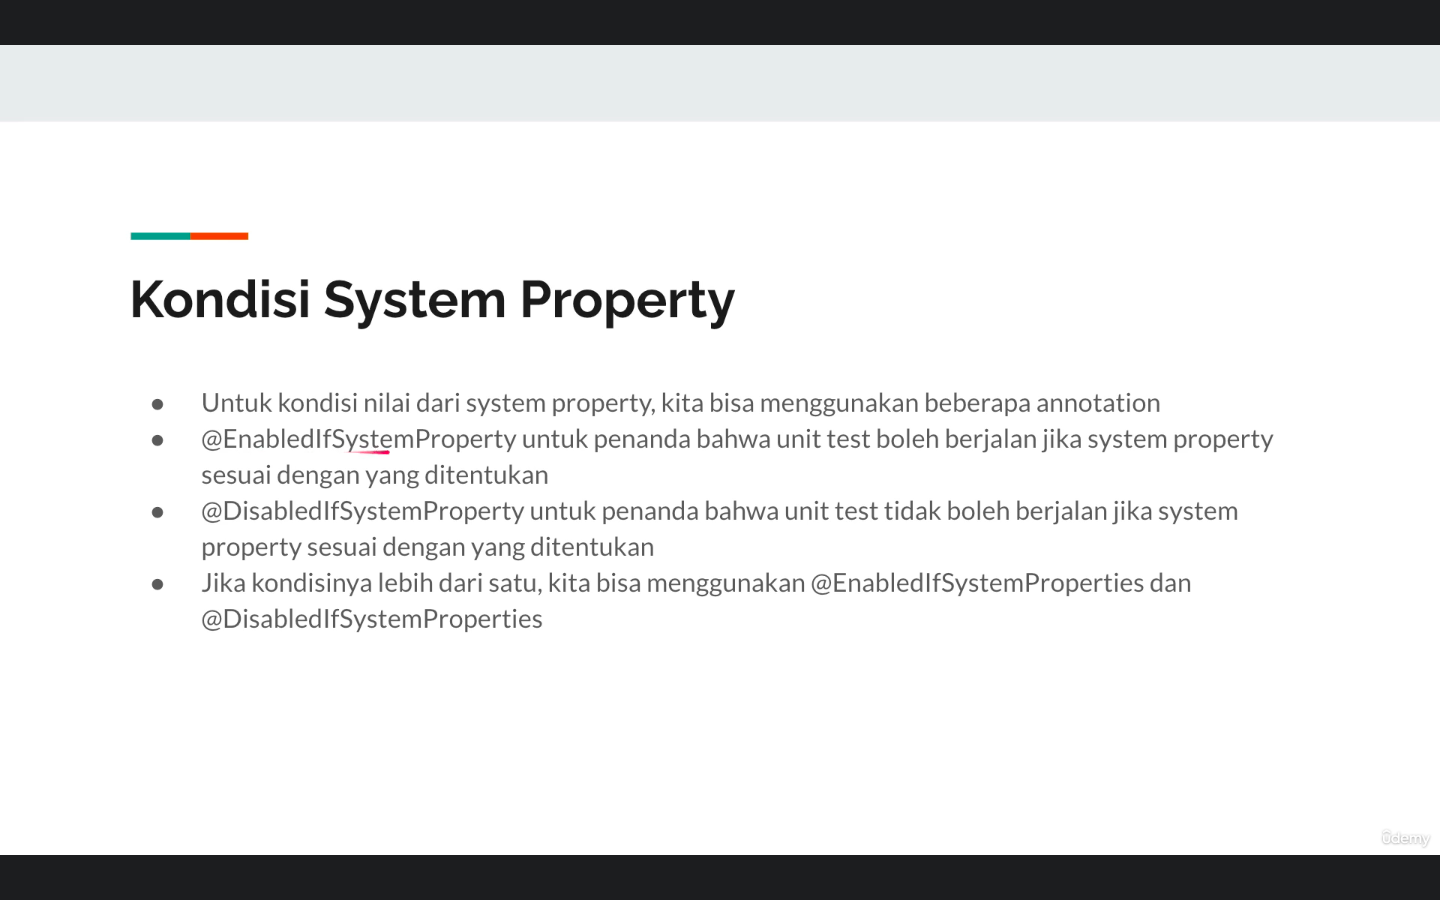 Kondisi System Property
● Untuk kondisi nilai dari system property, kita bisa menggunakan beberapa annotation
● @EnabledIfSystemProperty untuk penanda bahwa unit test boleh berjalan jika system property
sesuai dengan yang ditentukan
● @DisabledIfSystemProperty untuk penanda bahwa unit test tidak boleh berjalan jika system
property sesuai dengan yang ditentukan
● Jika kondisinya lebih dari satu, kita bisa menggunakan @EnabledIfSystemProperties dan
@DisabledIfSystemProperties
ûdemy